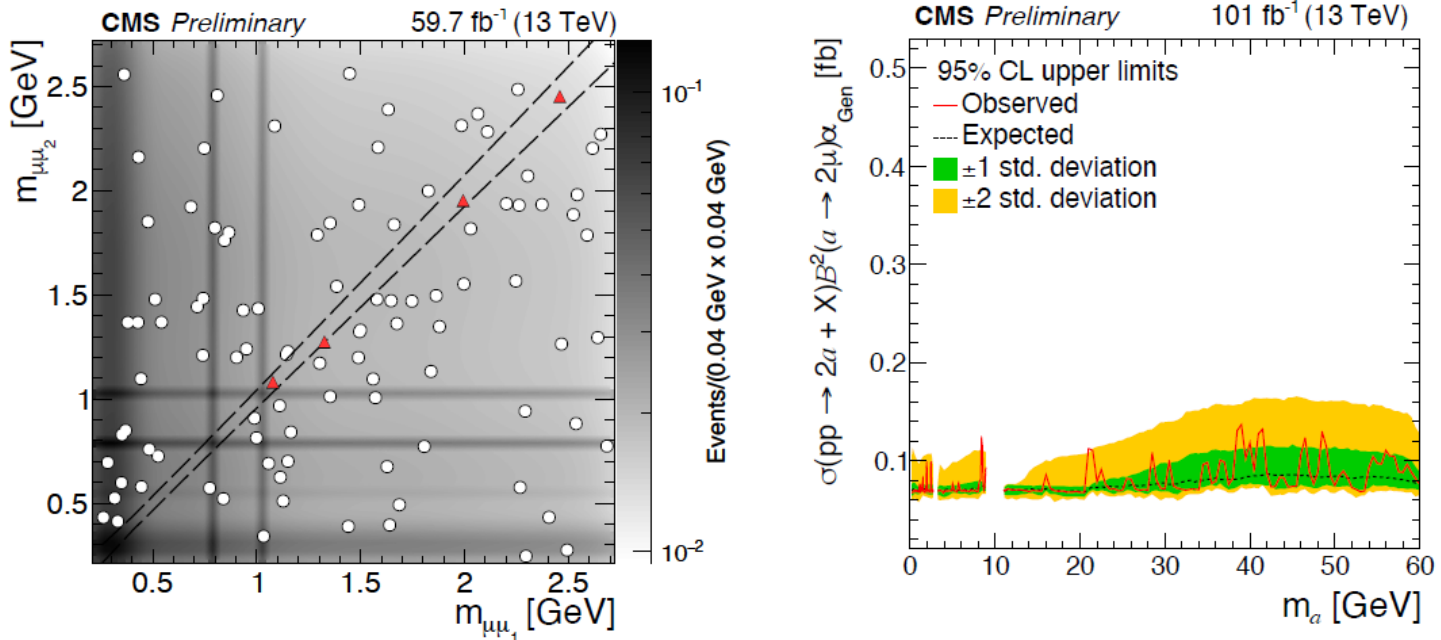 CMS Preliminary 59.7 fb⁻¹ (13 TeV)
m_μμ₂ [GeV]
2.5
2
1.5
1
0.5
0.5 1 1.5 2 2.5
m_μμ₁ [GeV]
10⁻¹
10⁻²
Events/(0.04 GeV x 0.04 GeV)
CMS Preliminary 101 fb⁻¹ (13 TeV)
σ(pp → 2a + X)B²(a → 2μ)α_Gen [fb]
0.5
0.4
0.3
0.2
0.1
95% CL upper limits
Observed
Expected
±1 std. deviation
±2 std. deviation
0 10 20 30 40 50 60
m_a [GeV]